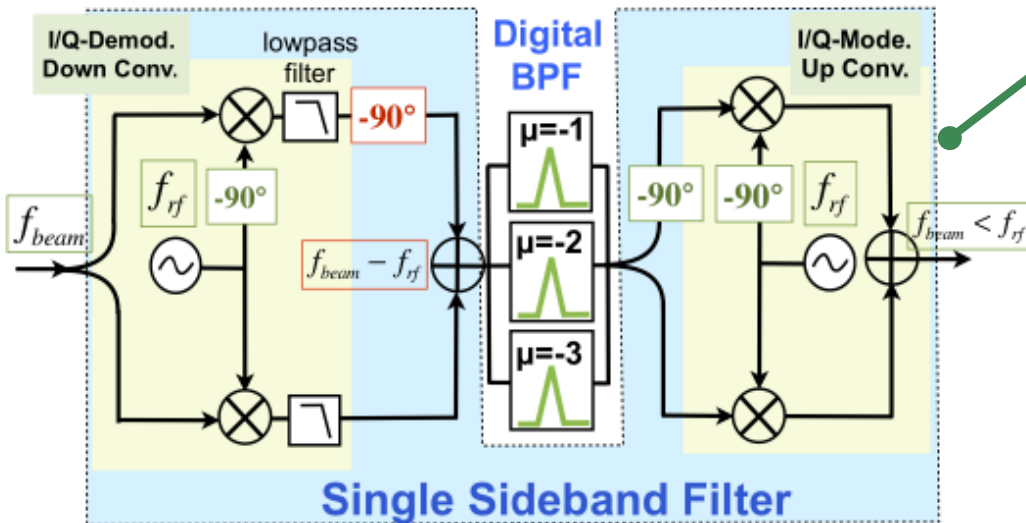 I/Q-Demod.
Down Conv.
lowpass
filter
-90°
Digital
BPF
I/Q-Mode.
Up Conv.
μ=-1
f_rf
-90°
-90°
-90°
f_rf
f_beam
f_beam − f_rf
μ=-2
f_beam < f_rf
μ=-3
Single Sideband Filter